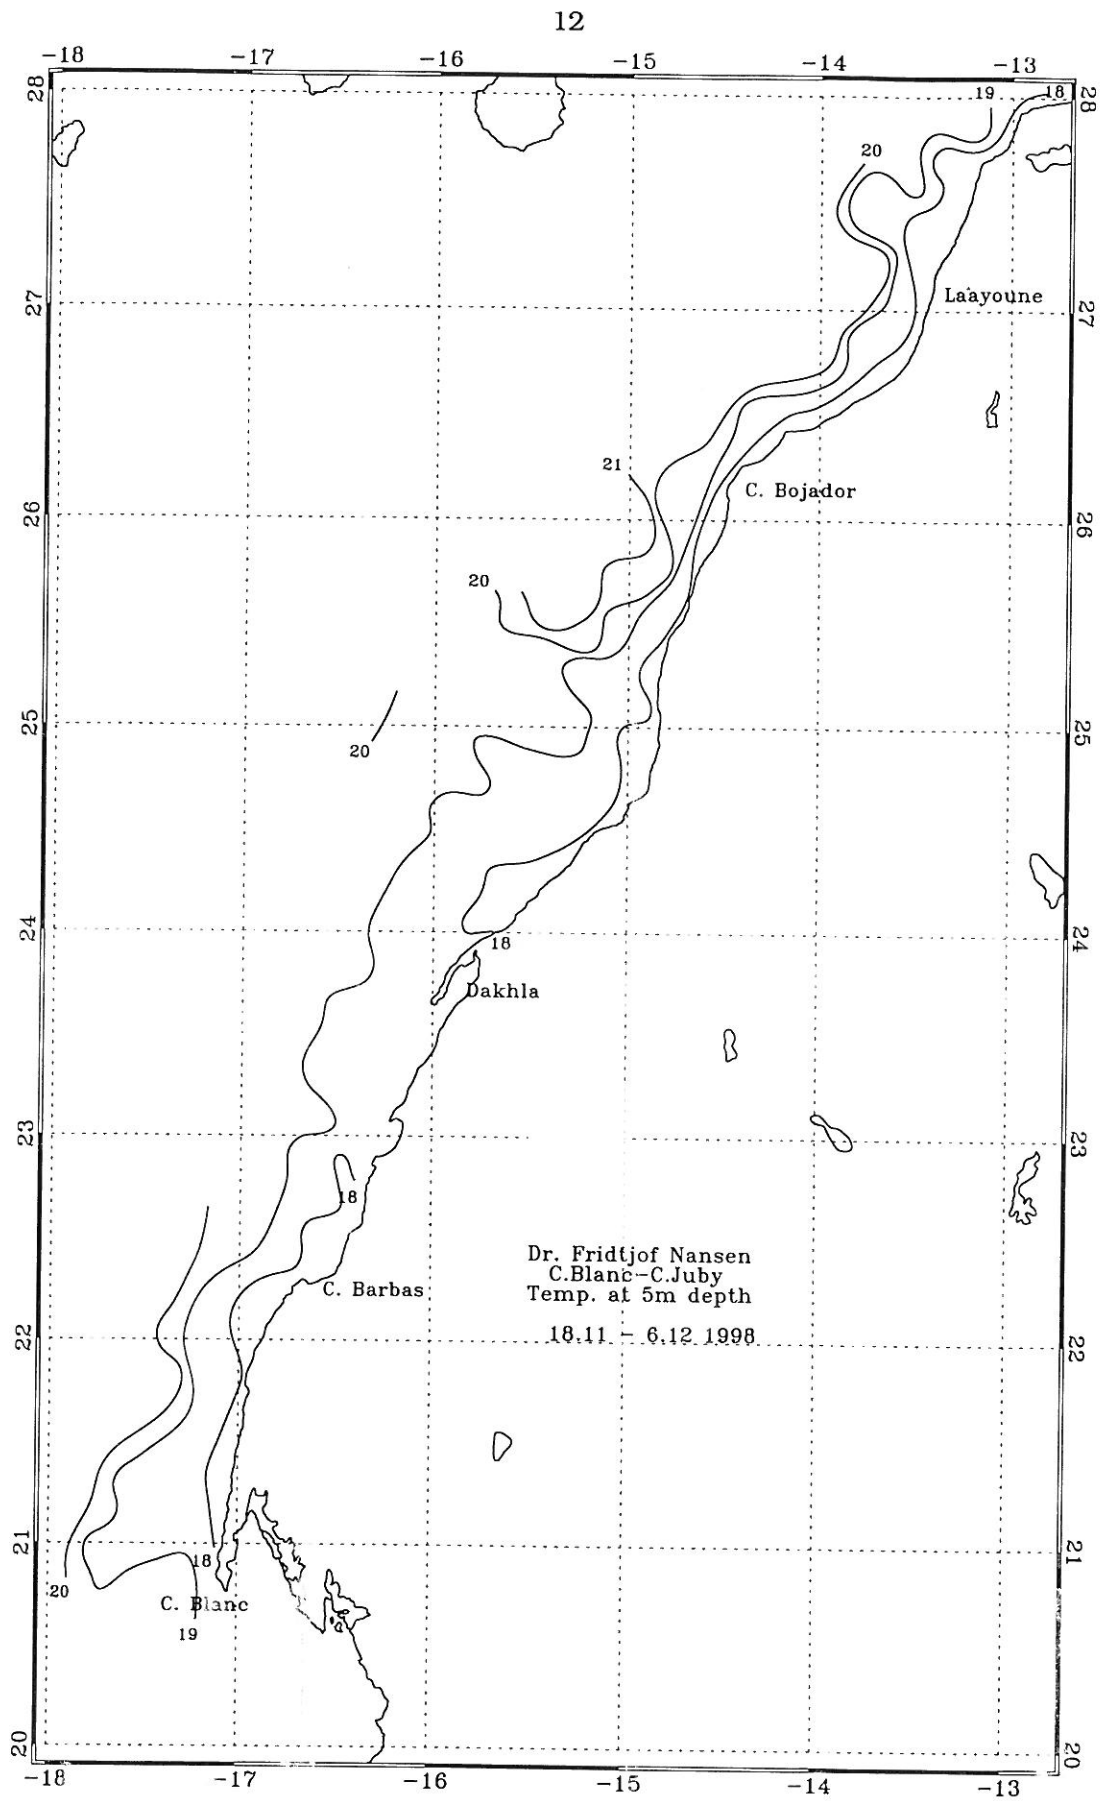 12
-18 -17 -16 -15 -14 -13
28 28
19 18
20
Laayoune
27 27
21
C. Bojador
26 26
20
25 25
20
24 24
18
Dakhla
23 23
18
Dr. Fridtjof Nansen
C. Barbas C.Blanc-C.Juby
Temp. at 5m depth
22 18.11 - 6.12 1998 22
21 21
18
20
C. Blanc
19
20 20
-18 -17 -16 -15 -14 -13